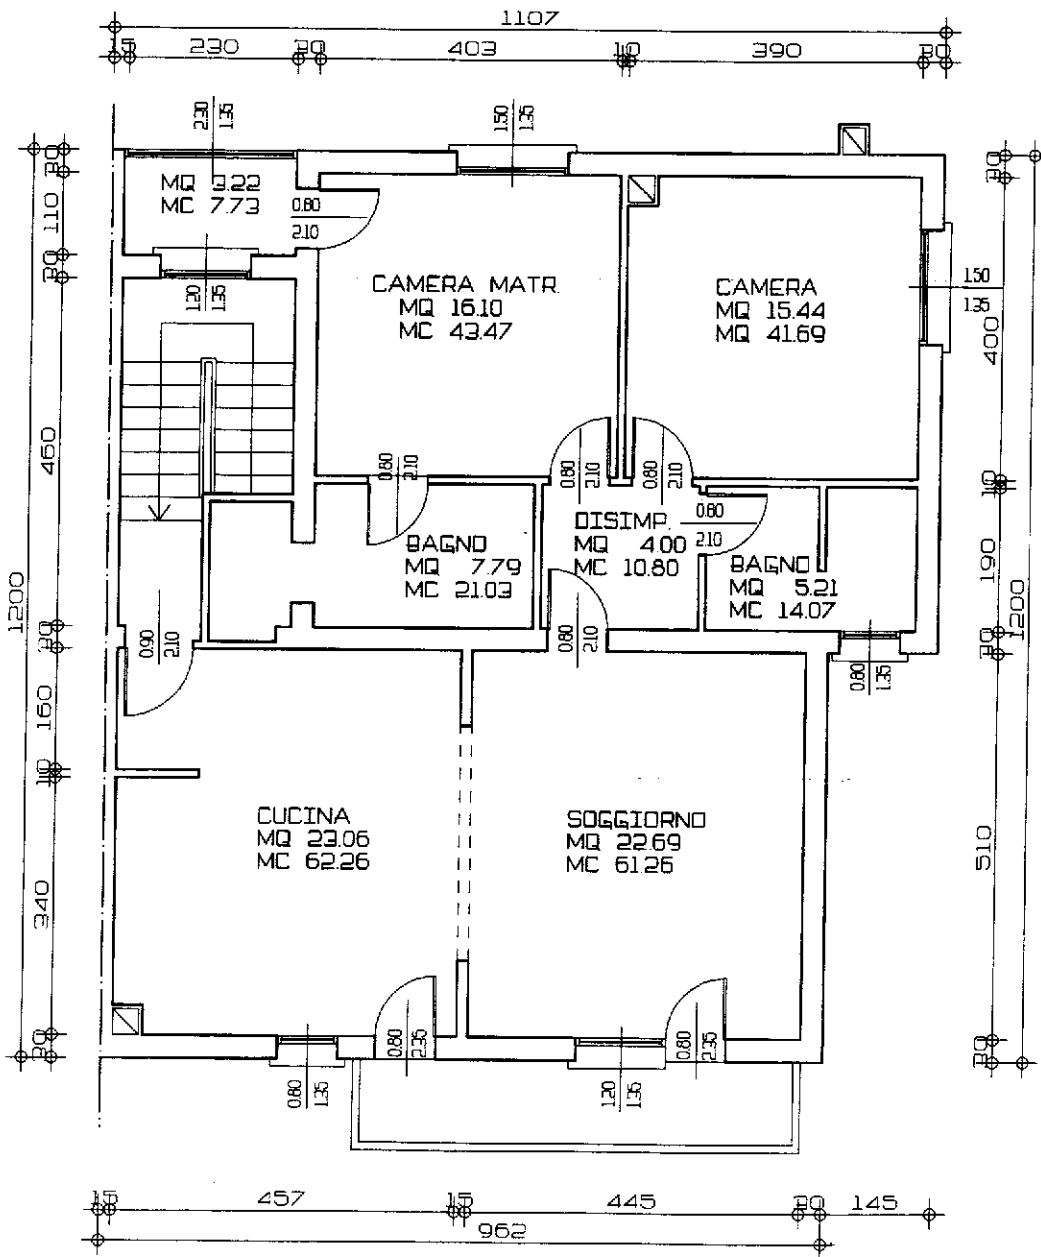 1107
15 230 30 403 10 390 30
2.30 1.35
1.50 1.35
MQ 3.22
MC 7.73
0.80
2.10
1.20 1.35
CAMERA MATR.
MQ 16.10
MC 43.47
CAMERA
MQ 15.44
MQ 41.69
1.50
1.35
30
110
30
460
30
160
10
340
30
1200
30
400
10
190
30
510
30
1200
0.80 2.10
0.80 2.10
0.80 2.10
DISIMP.
MQ 4.00
MC 10.80
0.80
2.10
BAGNO
MQ 7.79
MC 21.03
BAGNO
MQ 5.21
MC 14.07
0.90 2.10
0.80 2.10
0.80 1.35
CUCINA
MQ 23.06
MC 62.26
SOGGIORNO
MQ 22.69
MC 61.26
0.80 2.35
0.80 2.35
0.80 1.35
1.20 1.35
15 457 15 445 30 145
962